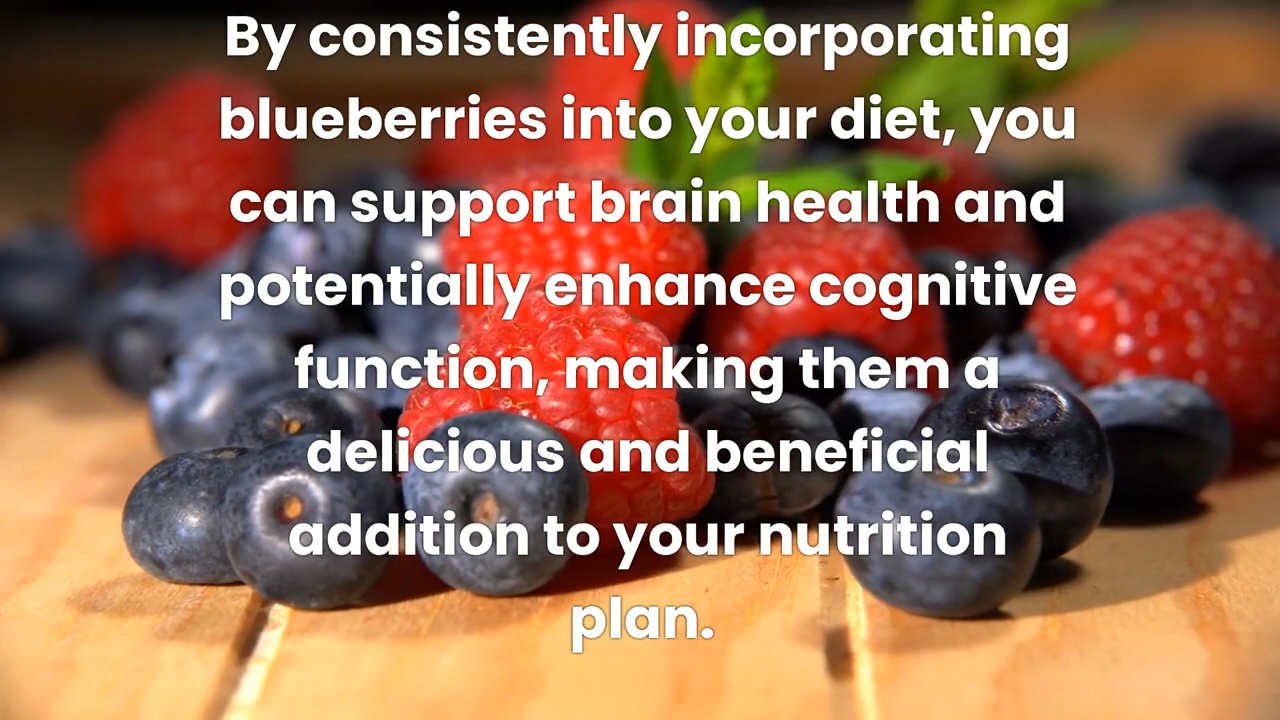 By consistently incorporating
blueberries into your diet, you
can support brain health and
potentially enhance cognitive
function, making them a
delicious and beneficial
addition to your nutrition
plan.